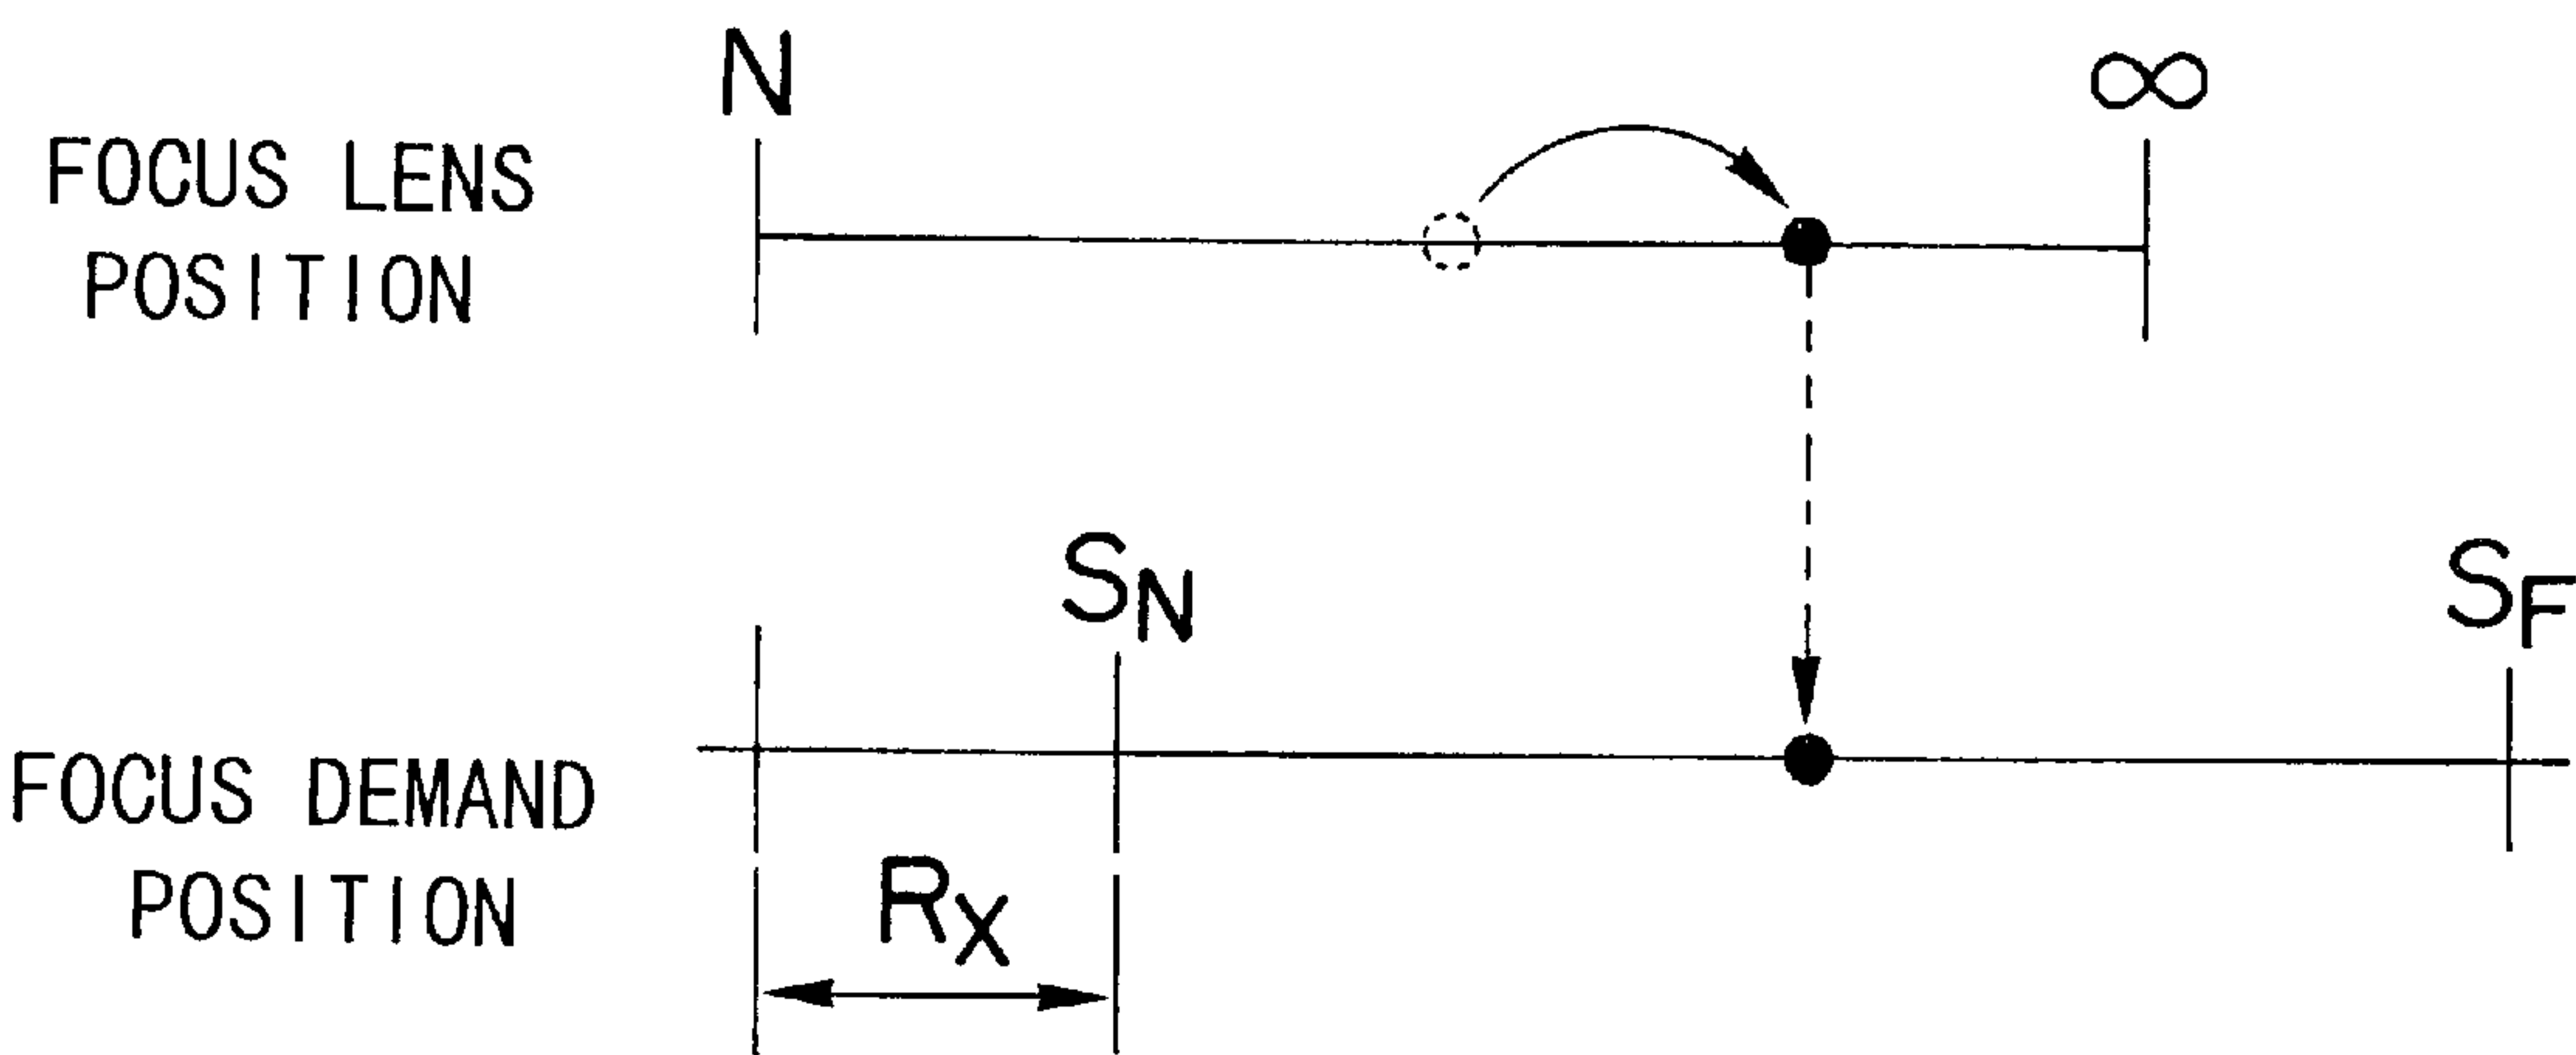 N ∞
FOCUS LENS
POSITION
SN SF
FOCUS DEMAND
POSITION
RX